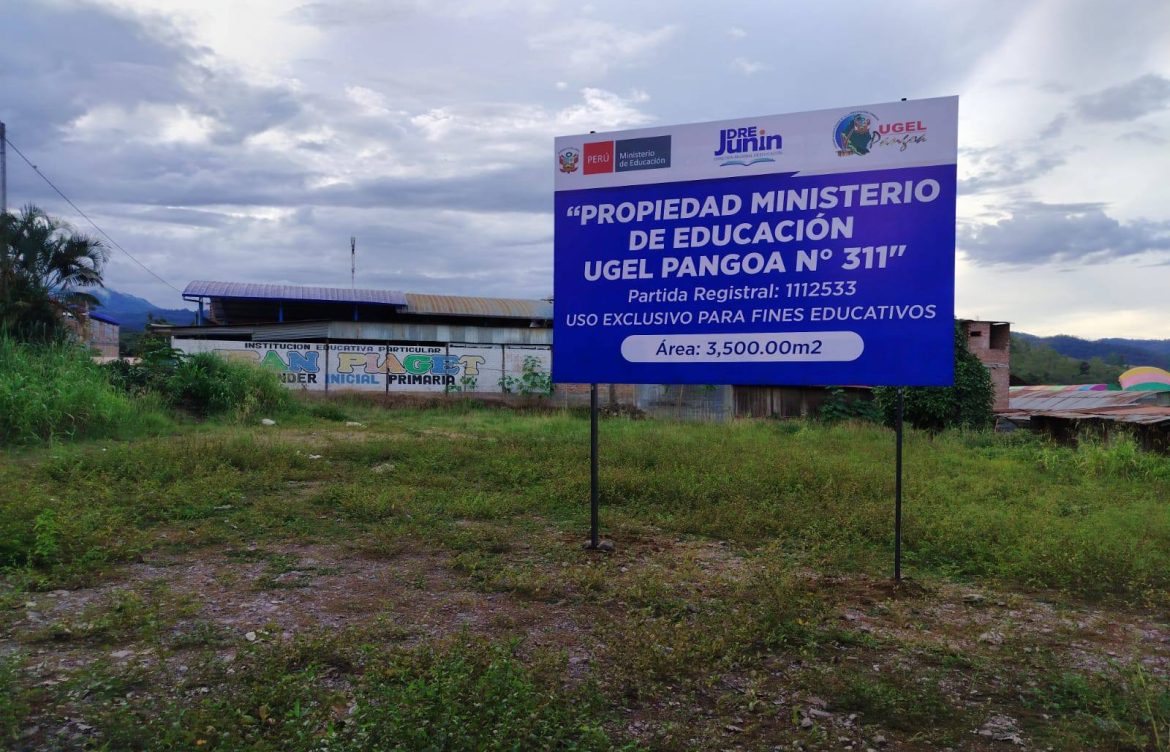 PERÚ
Ministerio
de Educación
DRE
Junin
UGEL
Pangoa
“PROPIEDAD MINISTERIO
DE EDUCACIÓN
UGEL PANGOA N° 311"
Partida Registral: 1112533
USO EXCLUSIVO PARA FINES EDUCATIVOS
Área: 3,500.00m2
INSTITUCION EDUCATIVA PARTICULAR
PIAGET
INICIAL PRIMARIA